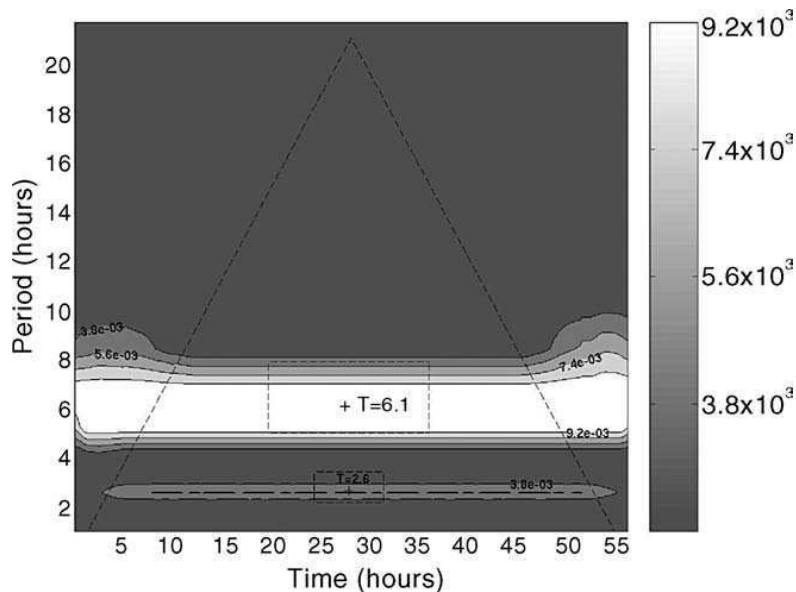 9.2x10³
20
18
7.4x10³
16
14
Period (hours)
12
5.6x10³
10
3.8e-03
5.6e-03
7.4e-03
8
+ T=6.1
3.8x10³
6
9.2e-03
4
T=2.6
3.8e-03
2
5 10 15 20 25 30 35 40 45 50 55
Time (hours)